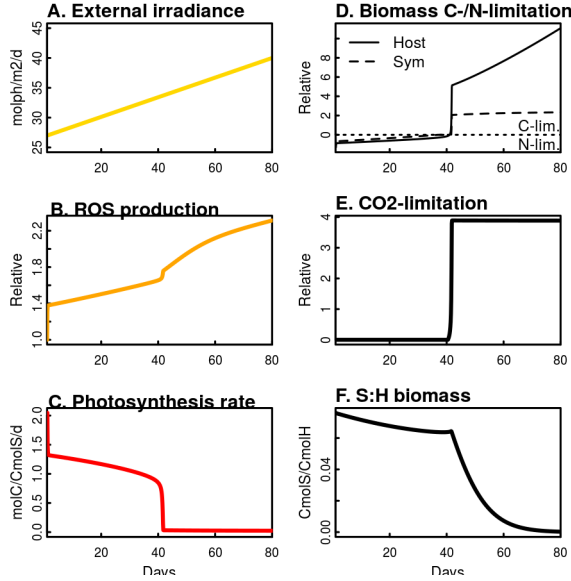 A. External irradiance
molph/m2/d
25 30 35 40 45
20 40 60 80
D. Biomass C-/N-limitation
Relative
0 2 4 6 8
Host
Sym
C-lim.
N-lim.
20 40 60 80
B. ROS production
Relative
1.0 1.4 1.8 2.2
20 40 60 80
E. CO2-limitation
Relative
0 1 2 3 4
20 40 60 80
C. Photosynthesis rate
molC/CmolS/d
0.0 0.5 1.0 1.5 2.0
20 40 60 80
Days
F. S:H biomass
CmolS/CmolH
0.00 0.04
20 40 60 80
Days